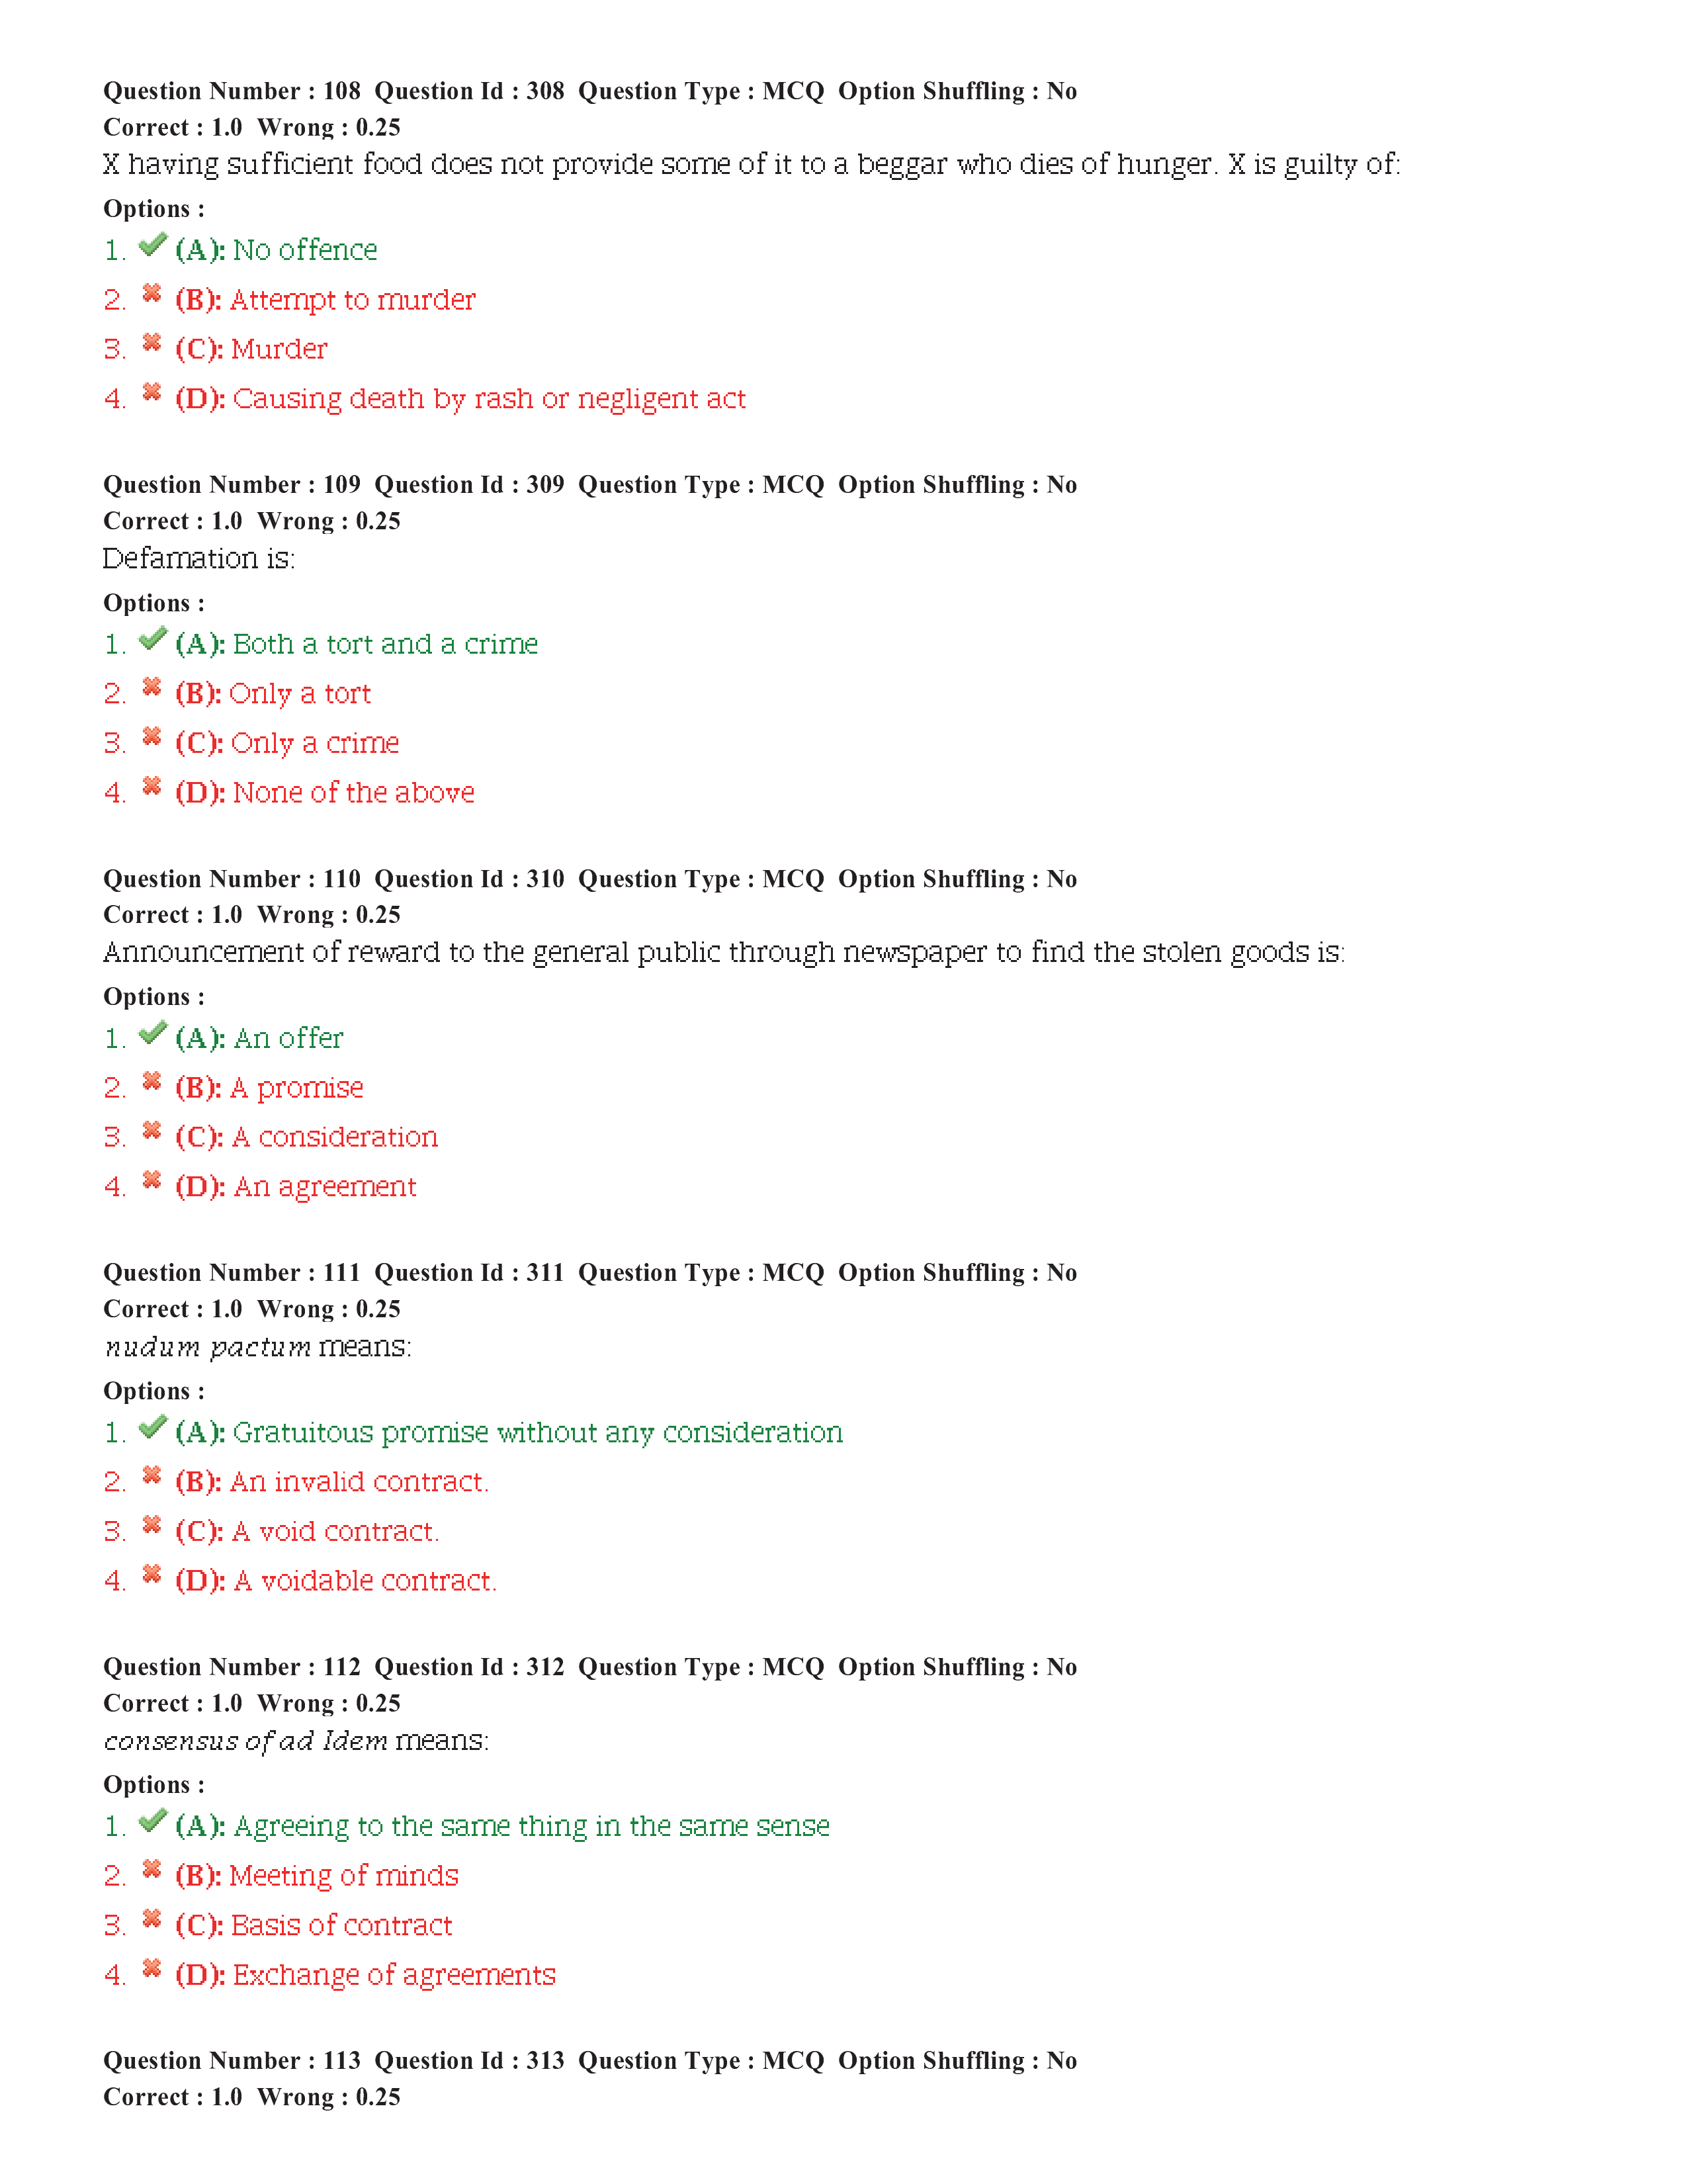 Question Number : 108 Question Id : 308 Question Type : MCQ Option Shuffling : No
Correct : 1.0 Wrong : 0.25
X having sufficient food does not provide some of it to a beggar who dies of hunger. X is guilty of:
Options :
1. (A): No offence
2. (B): Attempt to murder
3. (C): Murder
4. (D): Causing death by rash or negligent act
Question Number : 109 Question Id : 309 Question Type : MCQ Option Shuffling : No
Correct : 1.0 Wrong : 0.25
Defamation is:
Options :
1. (A): Both a tort and a crime
2. (B): Only a tort
3. (C): Only a crime
4. (D): None of the above
Question Number : 110 Question Id : 310 Question Type : MCQ Option Shuffling : No
Correct : 1.0 Wrong : 0.25
Announcement of reward to the general public through newspaper to find the stolen goods is:
Options :
1. (A): An offer
2. (B): A promise
3. (C): A consideration
4. (D): An agreement
Question Number : 111 Question Id : 311 Question Type : MCQ Option Shuffling : No
Correct : 1.0 Wrong : 0.25
nudum pactum means:
Options :
1. (A): Gratuitous promise without any consideration
2. (B): An invalid contract.
3. (C): A void contract.
4. (D): A voidable contract.
Question Number : 112 Question Id : 312 Question Type : MCQ Option Shuffling : No
Correct : 1.0 Wrong : 0.25
consensus of ad Idem means:
Options :
1. (A): Agreeing to the same thing in the same sense
2. (B): Meeting of minds
3. (C): Basis of contract
4. (D): Exchange of agreements
Question Number : 113 Question Id : 313 Question Type : MCQ Option Shuffling : No
Correct : 1.0 Wrong : 0.25